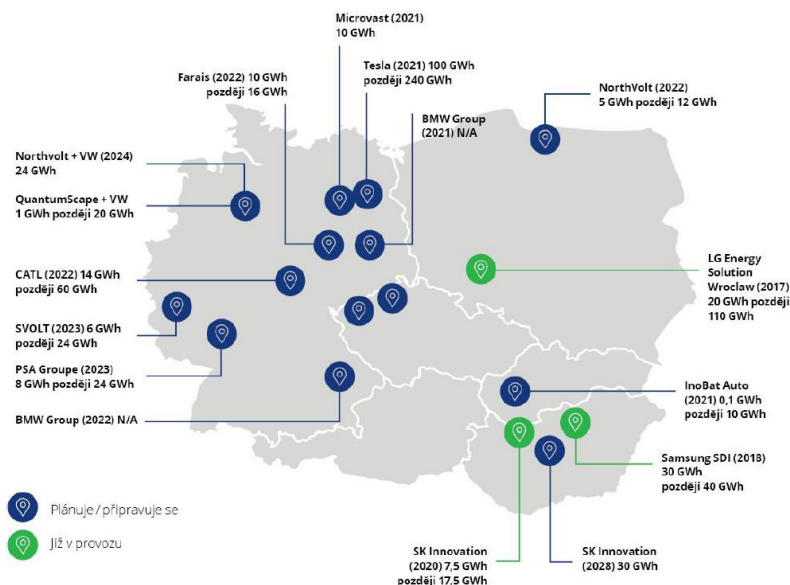 Microvast (2021)
10 GWh
Farais (2022) 10 GWh
později 16 GWh
Tesla (2021) 100 GWh
později 240 GWh
BMW Group
(2021) N/A
NorthVolt (2022)
5 GWh později 12 GWh
Northvolt + VW (2024)
24 GWh
QuantumScape + VW
1 GWh později 20 GWh
CATL (2022) 14 GWh
později 60 GWh
SVOLT (2023) 6 GWh
později 24 GWh
PSA Groupe (2023)
8 GWh později 24 GWh
BMW Group (2022) N/A
LG Energy
Solution
Wroclaw (2017)
20 GWh později
110 GWh
InoBat Auto
(2021) 0,1 GWh
později 10 GWh
Samsung SDI (2018)
30 GWh
později 40 GWh
SK Innovation
(2020) 7,5 GWh
později 17.5 GWh
SK Innovation
(2028) 30 GWh
Plánuje / připravuje se
Již v provozu